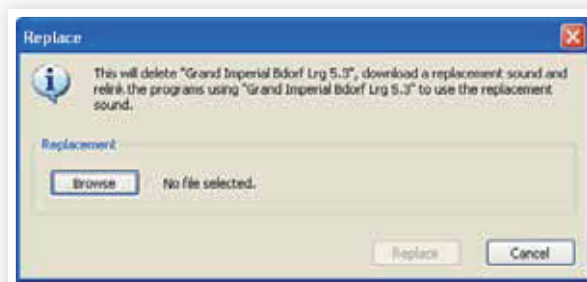 Replace
This will delete "Grand Imperial Bdorf Lrg 5.3", download a replacement sound and
relink the programs using "Grand Imperial Bdorf Lrg 5.3" to use the replacement
sound.
Replacement
Browse No file selected.
Replace Cancel